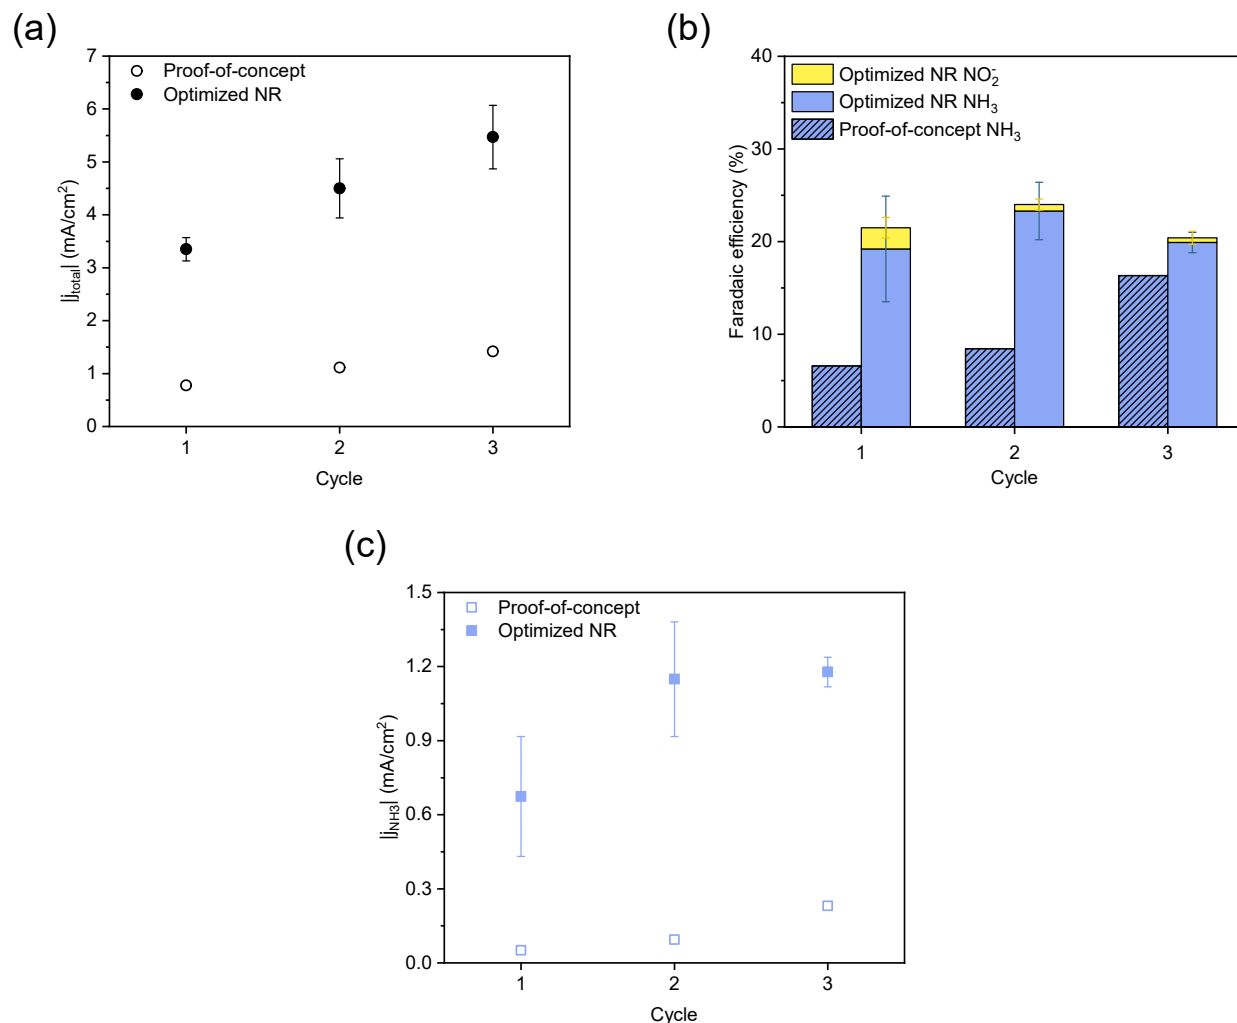 (a)
7
6
5
4
3
2
1
0
|j_total| (mA/cm²)
Proof-of-concept
Optimized NR
1 2 3
Cycle
(b)
40
30
20
10
0
Faradaic efficiency (%)
Optimized NR NO₂⁻
Optimized NR NH₃
Proof-of-concept NH₃
1 2 3
Cycle
(c)
1.5
1.2
0.9
0.6
0.3
0.0
|j_NH3| (mA/cm²)
Proof-of-concept
Optimized NR
1 2 3
Cycle